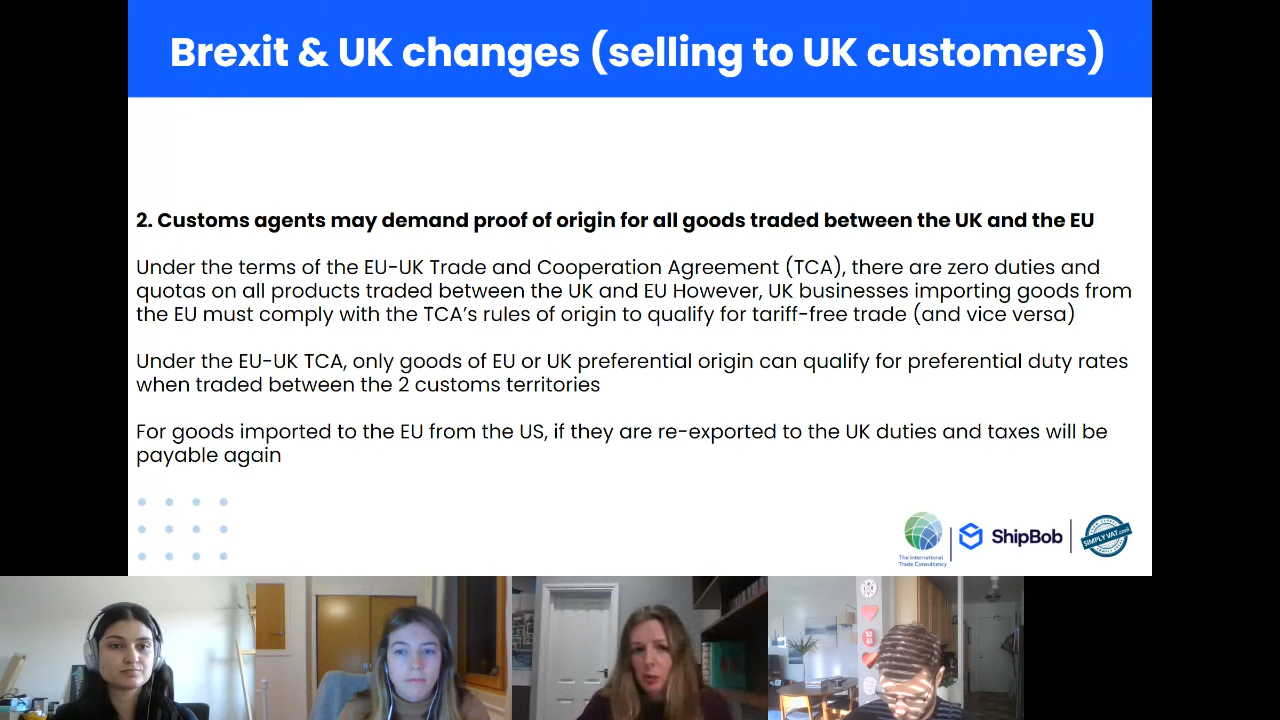 Brexit & UK changes (selling to UK customers)
2. Customs agents may demand proof of origin for all goods traded between the UK and the EU
Under the terms of the EU-UK Trade and Cooperation Agreement (TCA), there are zero duties and
quotas on all products traded between the UK and EU However, UK businesses importing goods from
the EU must comply with the TCA's rules of origin to qualify for tariff-free trade (and vice versa)
Under the EU-UK TCA, only goods of EU or UK preferential origin can qualify for preferential duty rates
when traded between the 2 customs territories
For goods imported to the EU from the US, if they are re-exported to the UK duties and taxes will be
payable again
The International
Trade Consultancy
ShipBob
SIMPLYVAT.com